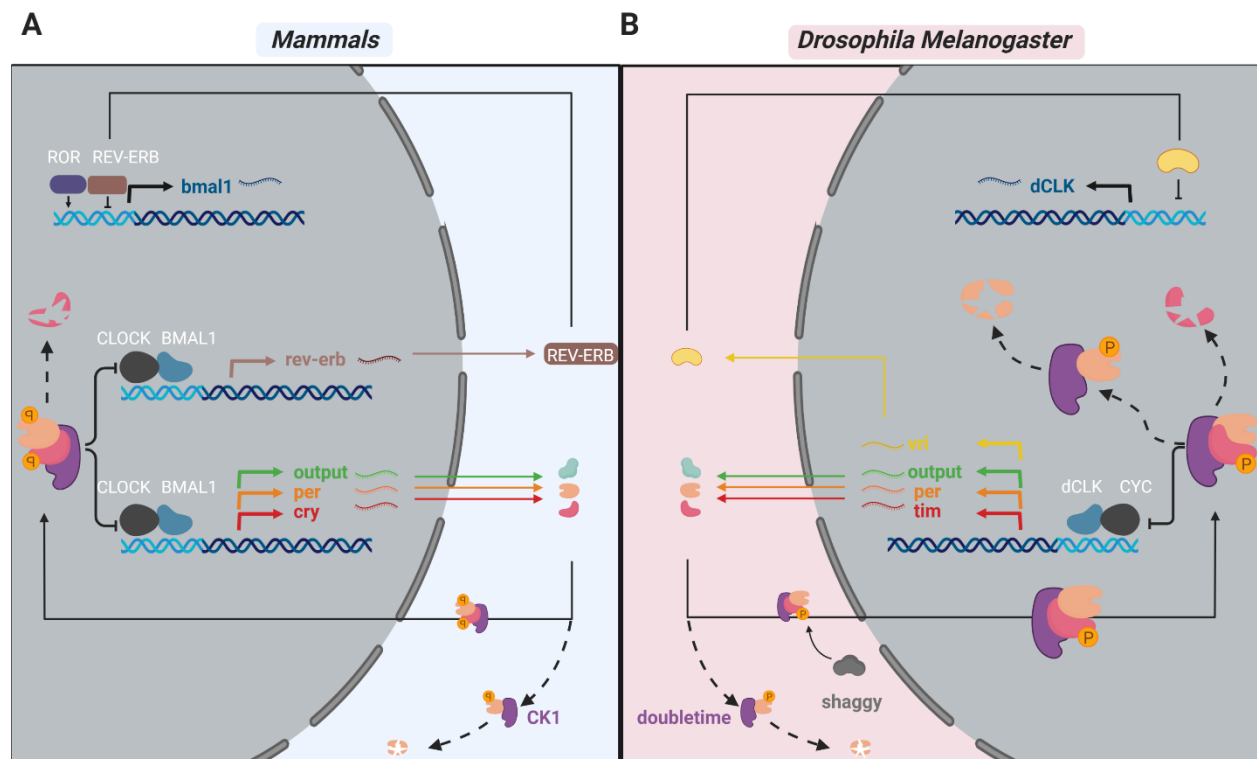 A
Mammals
ROR REV-ERB
bmal1
CLOCK BMAL1
rev-erb
REV-ERB
P
P
CLOCK BMAL1
output
per
cry
P
P
P
CK1
B
Drosophila Melanogaster
dCLK
P
vri
output
per
tim
P
dCLK CYC
P
P
shaggy
P
doubletime